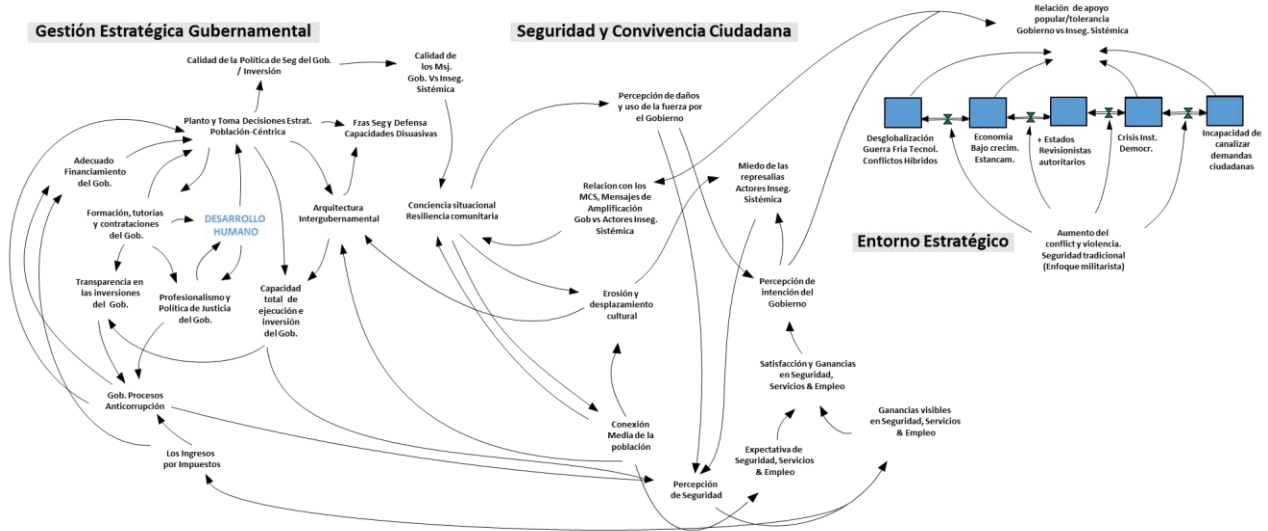 Gestión Estratégica Gubernamental
Calidad de la Política de Seg del Gob.
/ Inversión
Calidad de
los Msj.
Gob. Vs Inseg.
Sistémica
Planto y Toma Decisiones Estrat.
Población-Céntrica
Fzas Seg y Defensa
Capacidades Disuasivas
Adecuado
Financiamiento
del Gob.
Formación, tutorías
y contrataciones
del Gob.
DESARROLLO
HUMANO
Arquitectura
Intergubernamental
Transparencia en
las inversiones
del Gob.
Profesionalismo y
Política de Justicia
del Gob.
Capacidad
total de
ejecución e
inversión
del Gob.
Gob. Procesos
Anticorrupción
Los Ingresos
por Impuestos
Seguridad y Convivencia Ciudadana
Percepción de daños
y uso de la fuerza por
el Gobierno
Conciencia situacional
Resiliencia comunitaria
Relacion con los
MCS, Mensajes de
Amplificación
Gob vs Actores Inseg.
Sistémica
Miedo de las
represalias
Actores Inseg.
Sistémica
Erosión y
desplazamiento
cultural
Percepción de
intención del
Gobierno
Satisfacción y Ganancias
en Seguridad,
Servicios & Empleo
Conexión
Media de la
población
Expectativa de
Seguridad, Servicios
& Empleo
Ganancias visibles
en Seguridad, Servicios
& Empleo
Percepción
de Seguridad
Relación de apoyo
popular/tolerancia
Gobierno vs Inseg. Sistémica
Desglobalización
Guerra Fria Tecnol.
Conflictos Híbridos
Economia
Bajo crecim.
Estancam.
+ Estados
Revisionistas
autoritarios
Crisis Inst.
Democr.
Incapacidad de
canalizar
demandas
ciudadanas
Entorno Estratégico
Aumento del
conflict y violencia.
Seguridad tradicional
(Enfoque militarista)